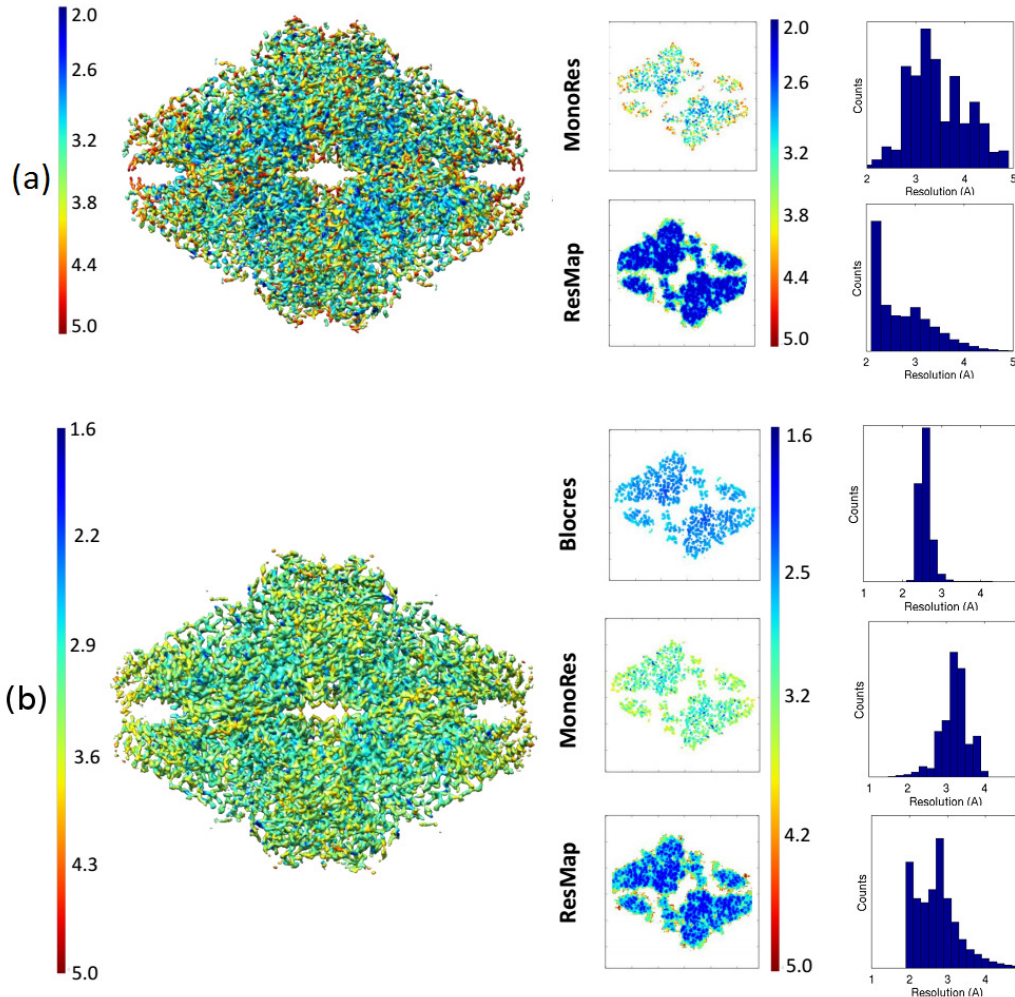 (a)
2.0
2.6
3.2
3.8
4.4
5.0
MonoRes
ResMap
2.0
2.6
3.2
3.8
4.4
5.0
Counts
2 3 4 5
Resolution (A)
Counts
2 3 4 5
Resolution (A)
(b)
1.6
2.2
2.9
3.6
4.3
5.0
Blocres
MonoRes
ResMap
1.6
2.5
3.2
4.2
5.0
Counts
1 2 3 4
Resolution (A)
Counts
1 2 3 4
Resolution (A)
Counts
1 2 3 4
Resolution (A)